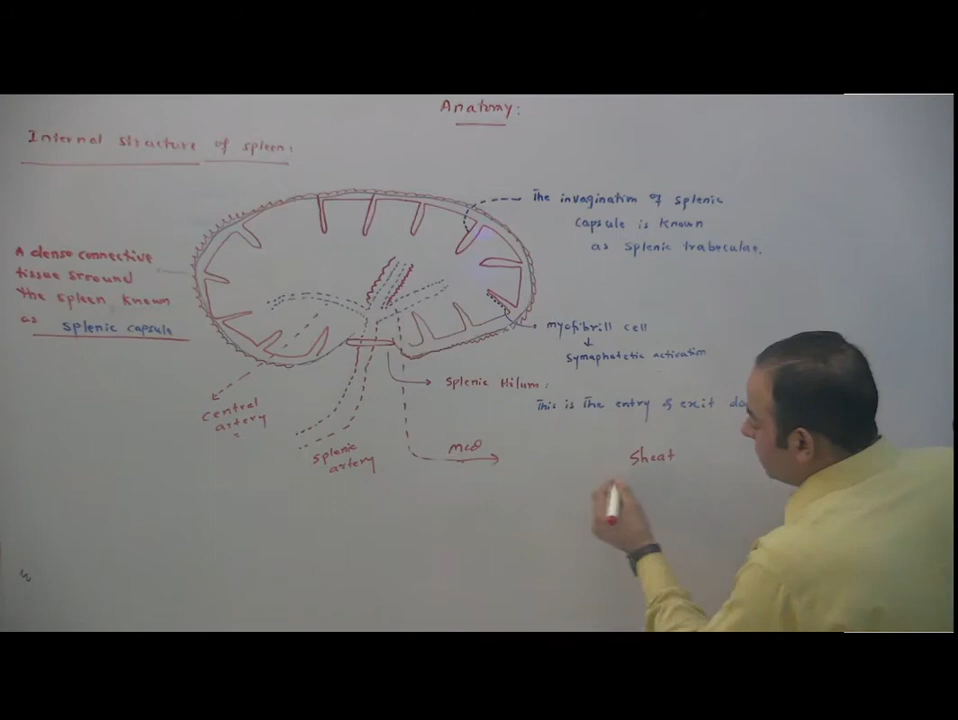 Anatomy:
Internal structure of spleen:
The invagination of splenic
capsule is known
as splenic trabeculae.
A dense connective
tissue sround
the spleen known
as splenic capsule
myofibrill cell
symaphatetic activation
splenic Hilum:
This is the entry & exit
central
artery
splenic
artery
Sheat